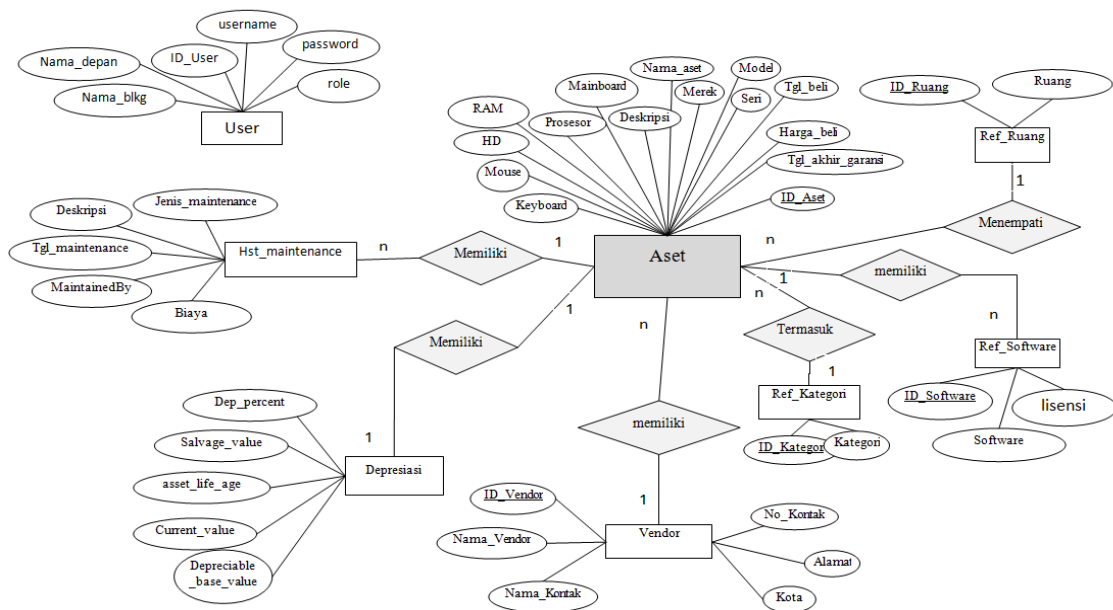 username
ID_User
password
Nama_depan
role
Nama_blkg
User
Nama_aset
Model
Mainboard
Tgl_beli
Merek
RAM
Seri
Prosesor
Deskripsi
HD
Harga_beli
Mouse
Tgl_akhir_garansi
Keyboard
ID_Aset
Ruang
ID_Ruang
Ref_Ruang
1
Menempati
n
Jenis_maintenance
Deskripsi
Tgl_maintenance
MaintainedBy
Biaya
Hst_maintenance
n
Memiliki
1
Aset
1
memiliki
n
Ref_Software
ID_Software
lisensi
Software
n
Termasuk
1
Ref_Kategori
ID_Kategori
Kategori
1
Memiliki
1
Depresiasi
Dep_percent
Salvage_value
asset_life_age
Current_value
Depreciable
_base_value
n
memiliki
1
Vendor
ID_Vendor
Nama_Vendor
Nama_Kontak
No_Kontak
Alamat
Kota